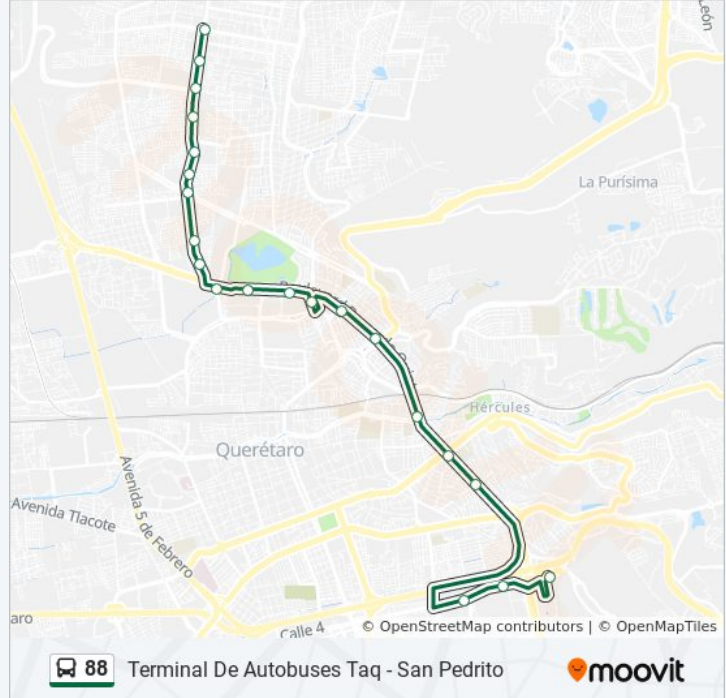 León
La Purísima
Hércules
Querétaro
Avenida 5 de Febrero
Avenida Tlacote
aro
Calle 4
© OpenStreetMap contributors | © OpenMapTiles
88
Terminal De Autobuses Taq - San Pedrito
moovit